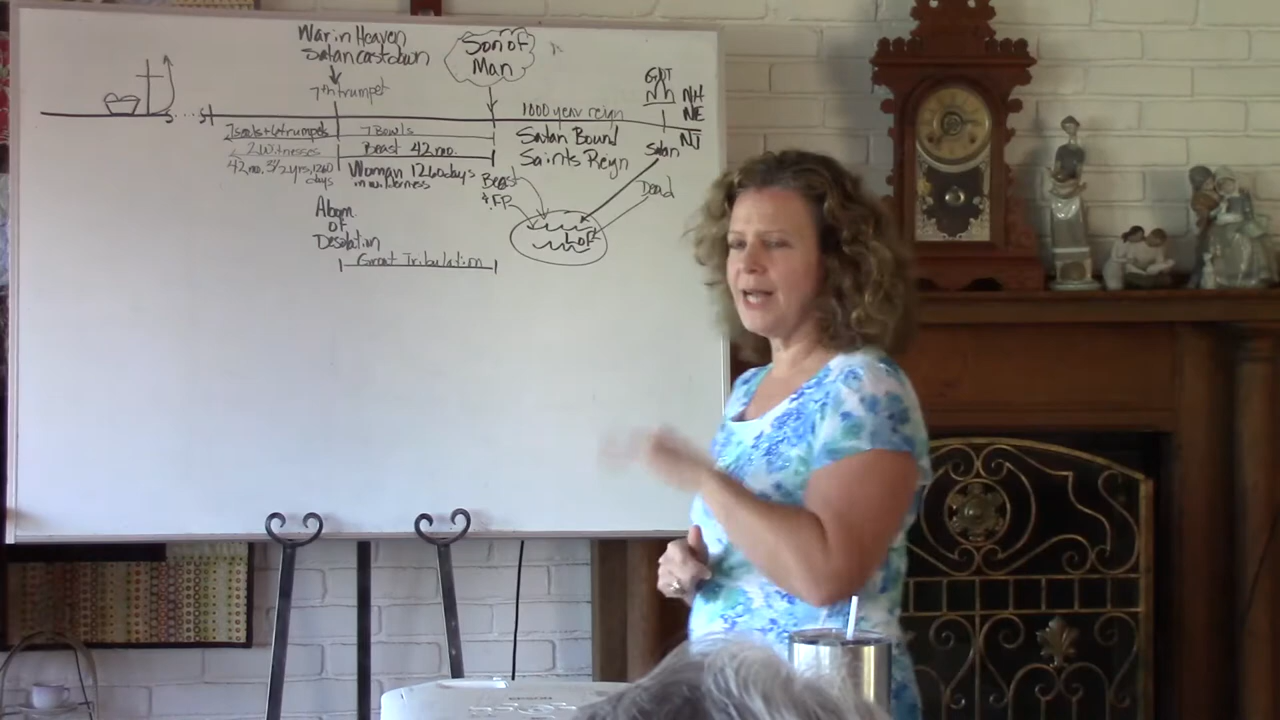 War in Heaven
Satan cast down
7th trumpet
Son of
Man
1000 year reign
GWT
NH
NE
NJ
7 seals + 6 trumpets
7 Bowls
Satan Bound
2 Witnesses
Beast 42 mo.
Saints Reign
Satan
42 mo. 3 1/2 yrs, 1260
days
Woman 1260 days
in wilderness
Beast
& FP
Dead
LOF
Abom
of
Desolation
Great Tribulation